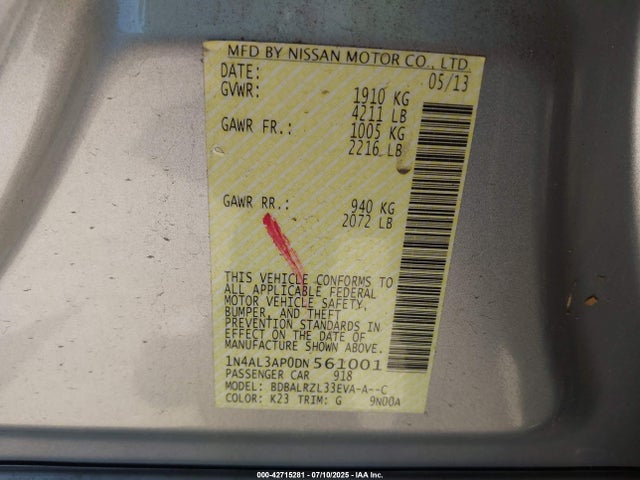 MFD BY NISSAN MOTOR CO., LTD.
DATE: 05/13
GVWR: 1910 KG
4211 LB
GAWR FR.: 1005 KG
2216 LB
GAWR RR.: 940 KG
2072 LB
THIS VEHICLE CONFORMS TO
ALL APPLICABLE FEDERAL
MOTOR VEHICLE SAFETY,
BUMPER, AND THEFT
PREVENTION STANDARDS IN
EFFECT ON THE DATE OF
MANUFACTURE SHOWN ABOVE.
1N4AL3AP0DN 561001
PASSENGER CAR 918
MODEL: BDBALRZL33EVA-A--C
COLOR: K23 TRIM: G 9N00A
000-42715281 - 07/10/2025 - IAA Inc.